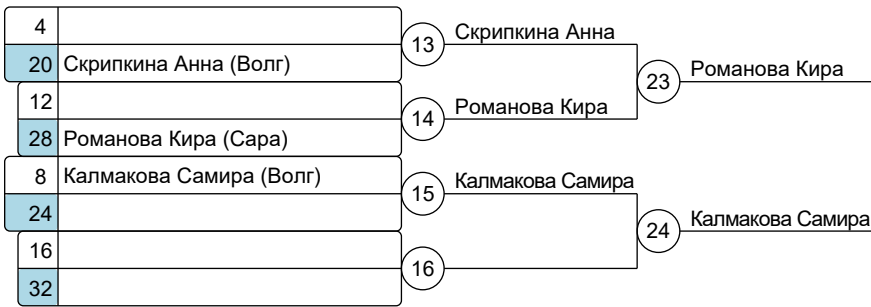 4
13
Скрипкина Анна
20 Скрипкина Анна (Волг)
23
Романова Кира
12
14
Романова Кира
28 Романова Кира (Сара)
8 Калмакова Самира (Волг)
15
Калмакова Самира
24
24
Калмакова Самира
16
16
32